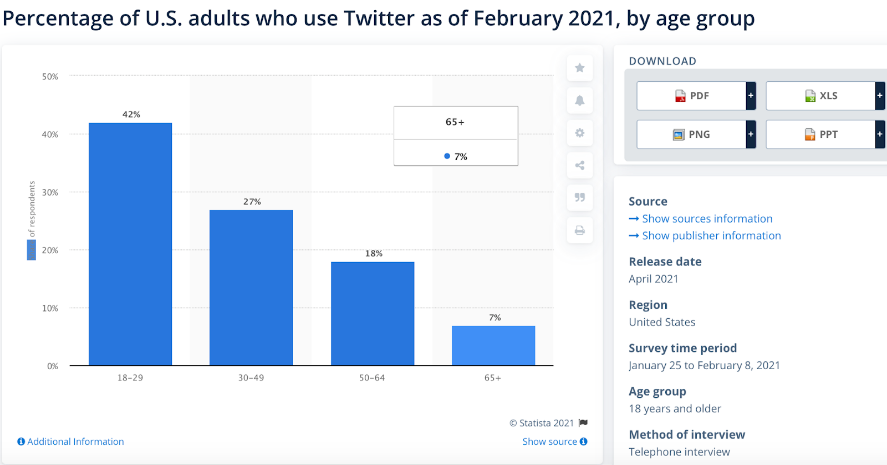 Percentage of U.S. adults who use Twitter as of February 2021, by age group
50%
40%
30%
20%
10%
0%
of respondents
42%
27%
18%
7%
65+
7%
18–29
30–49
50–64
65+
© Statista 2021
Additional Information
Show source
DOWNLOAD
PDF +
XLS +
PNG +
PPT +
Source
→ Show sources information
→ Show publisher information
Release date
April 2021
Region
United States
Survey time period
January 25 to February 8, 2021
Age group
18 years and older
Method of interview
Telephone interview